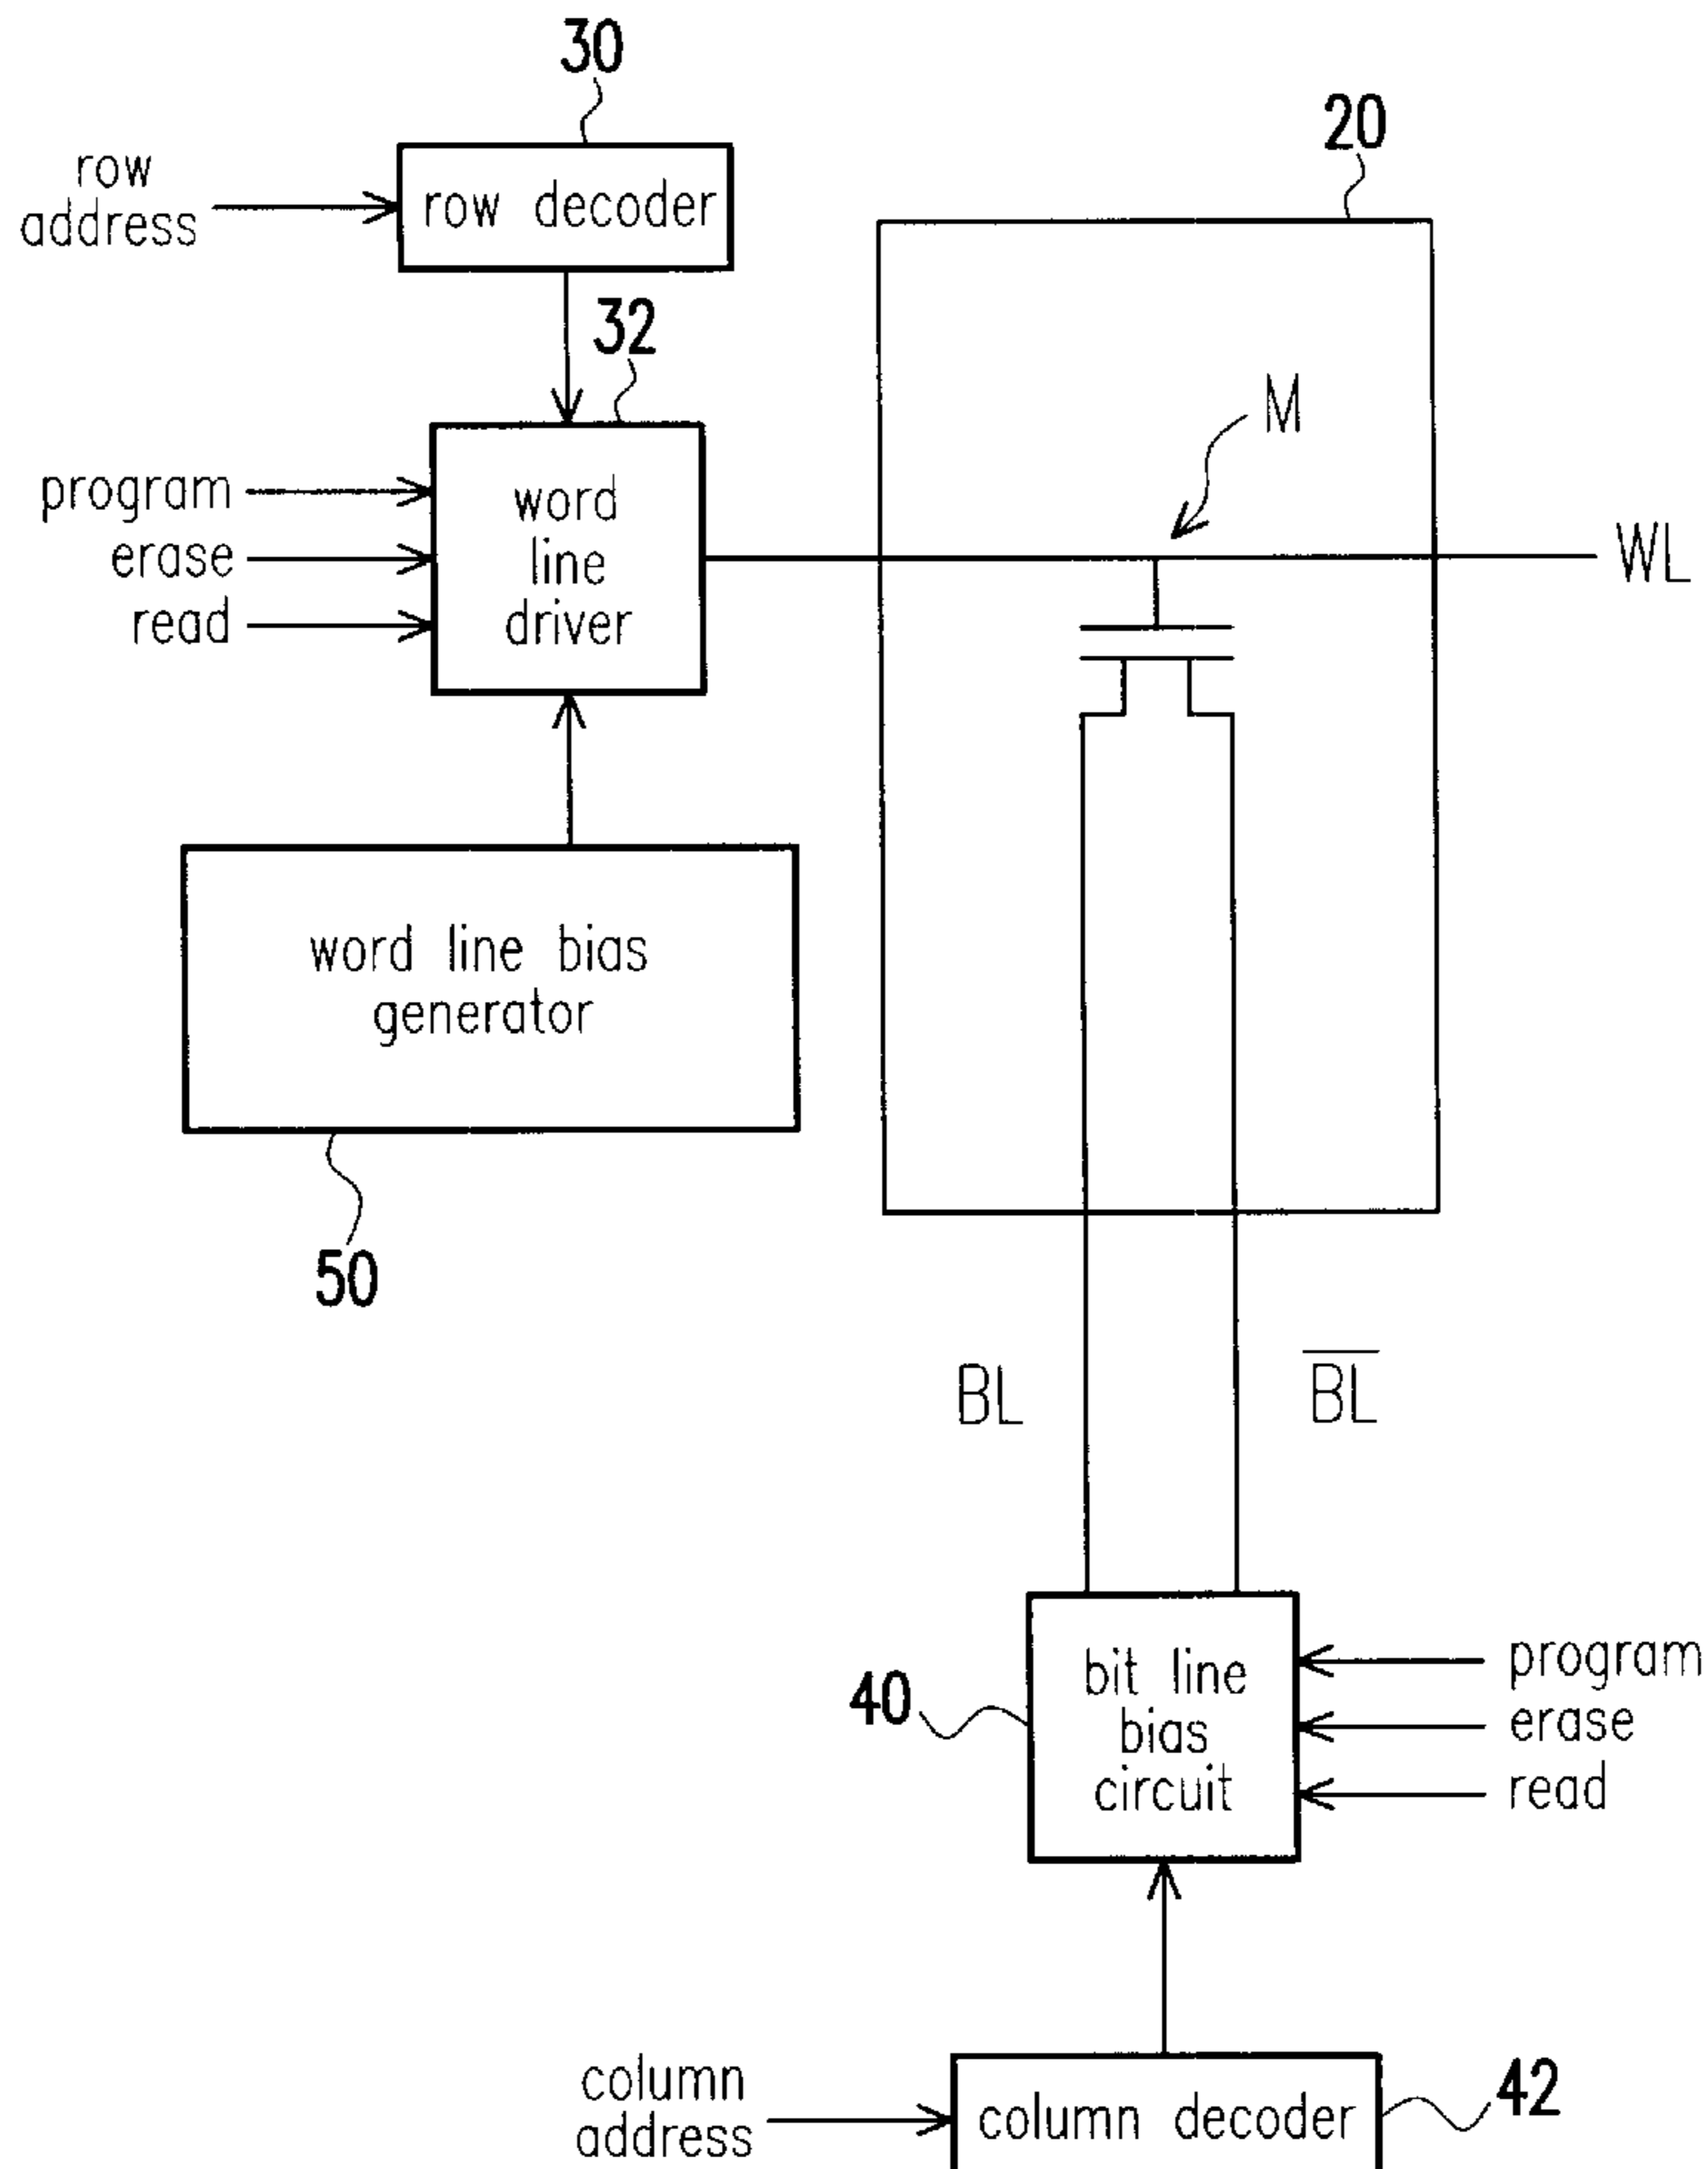 30
20
row
address
row decoder
32
M
program
erase
read
word
line
driver
WL
word line bias
generator
50
BL
B̅L̅
40
bit line
bias
circuit
program
erase
read
column
address
column decoder
42